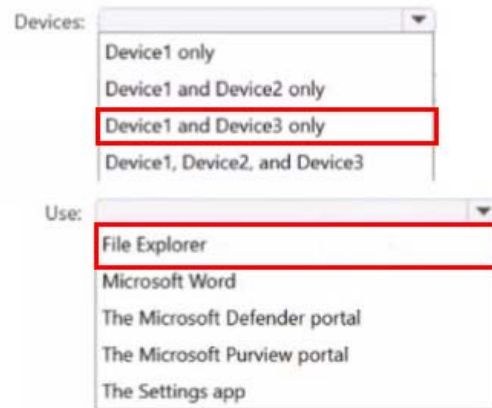 Devices:
Device1 only
Device1 and Device2 only
Device1 and Device3 only
Device1, Device2, and Device3
Use:
File Explorer
Microsoft Word
The Microsoft Defender portal
The Microsoft Purview portal
The Settings app